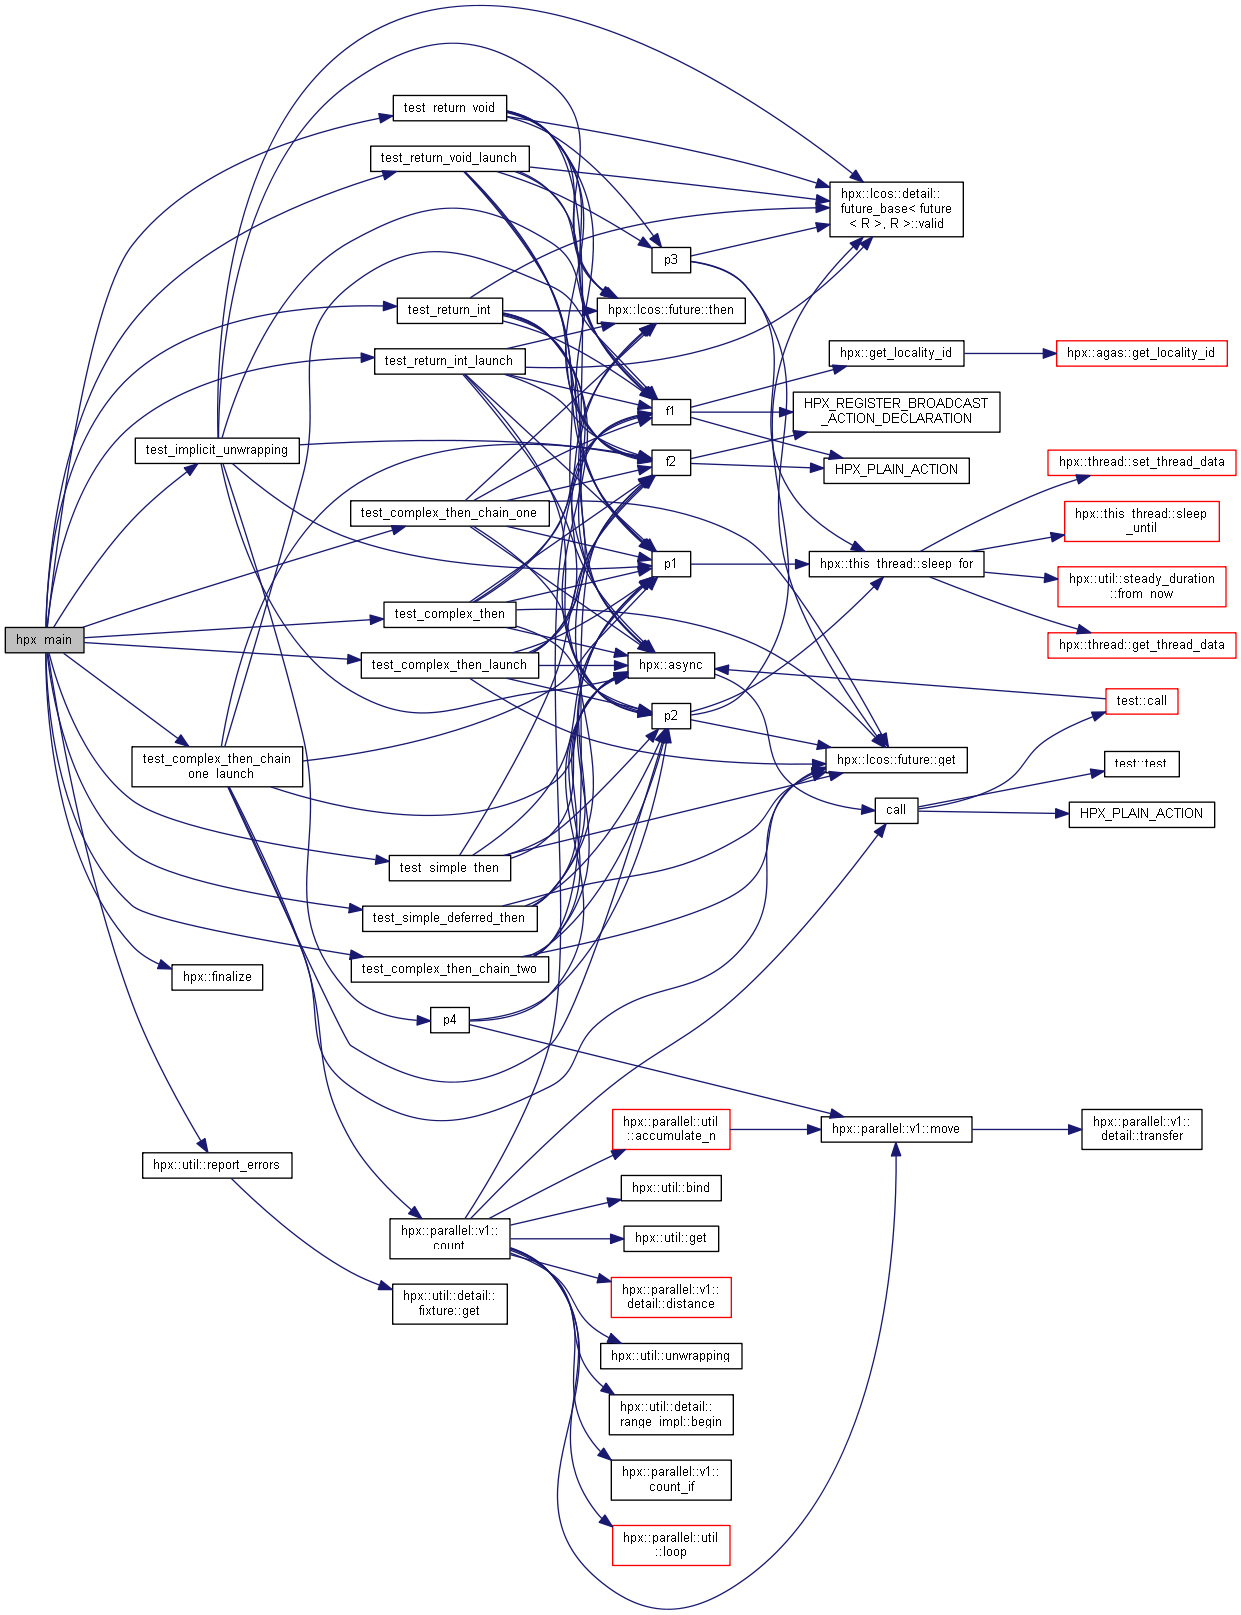 test_return_void
test_return_void_launch
hpx::lcos::detail::
future_base< future
< R >, R >::valid
p3
test_return_int
hpx::lcos::future::then
test_return_int_launch
hpx::get_locality_id
hpx::agas::get_locality_id
f1
HPX_REGISTER_BROADCAST
_ACTION_DECLARATION
test_implicit_unwrapping
f2
HPX_PLAIN_ACTION
hpx::thread::set_thread_data
test_complex_then_chain_one
hpx::this_thread::sleep
_until
p1
hpx::this_thread::sleep_for
hpx::util::steady_duration
::from_now
test_complex_then
hpx_main
hpx::thread::get_thread_data
test_complex_then_launch
hpx::async
test::call
p2
test_complex_then_chain
_one_launch
hpx::lcos::future::get
test::test
call
HPX_PLAIN_ACTION
test_simple_then
test_simple_deferred_then
test_complex_then_chain_two
hpx::finalize
p4
hpx::parallel::util
::accumulate_n
hpx::parallel::v1::move
hpx::parallel::v1::
detail::transfer
hpx::util::report_errors
hpx::util::bind
hpx::parallel::v1::
count
hpx::util::get
hpx::util::detail::
fixture::get
hpx::parallel::v1::
detail::distance
hpx::util::unwrapping
hpx::util::detail::
range_impl::begin
hpx::parallel::v1::
count_if
hpx::parallel::util
::loop